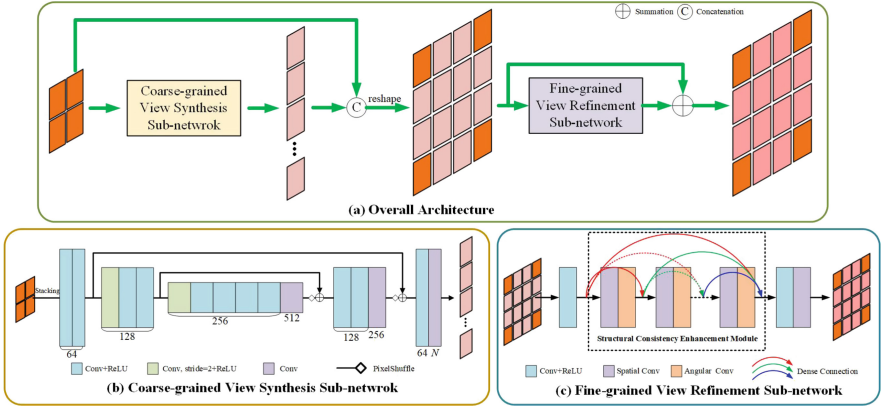 Summation
C Concatenation
Coarse-grained
View Synthesis
Sub-netwrok
C
reshape
Fine-grained
View Refinement
Sub-network
(a) Overall Architecture
Stacking
64
128
256
512
128
256
64 N
Conv+ReLU
Conv, stride=2+ReLU
Conv
PixelShuffle
(b) Coarse-grained View Synthesis Sub-netwrok
Structural Consistency Enhancement Module
Conv+ReLU
Spatial Conv
Angular Conv
Dense Connection
(c) Fine-grained View Refinement Sub-network